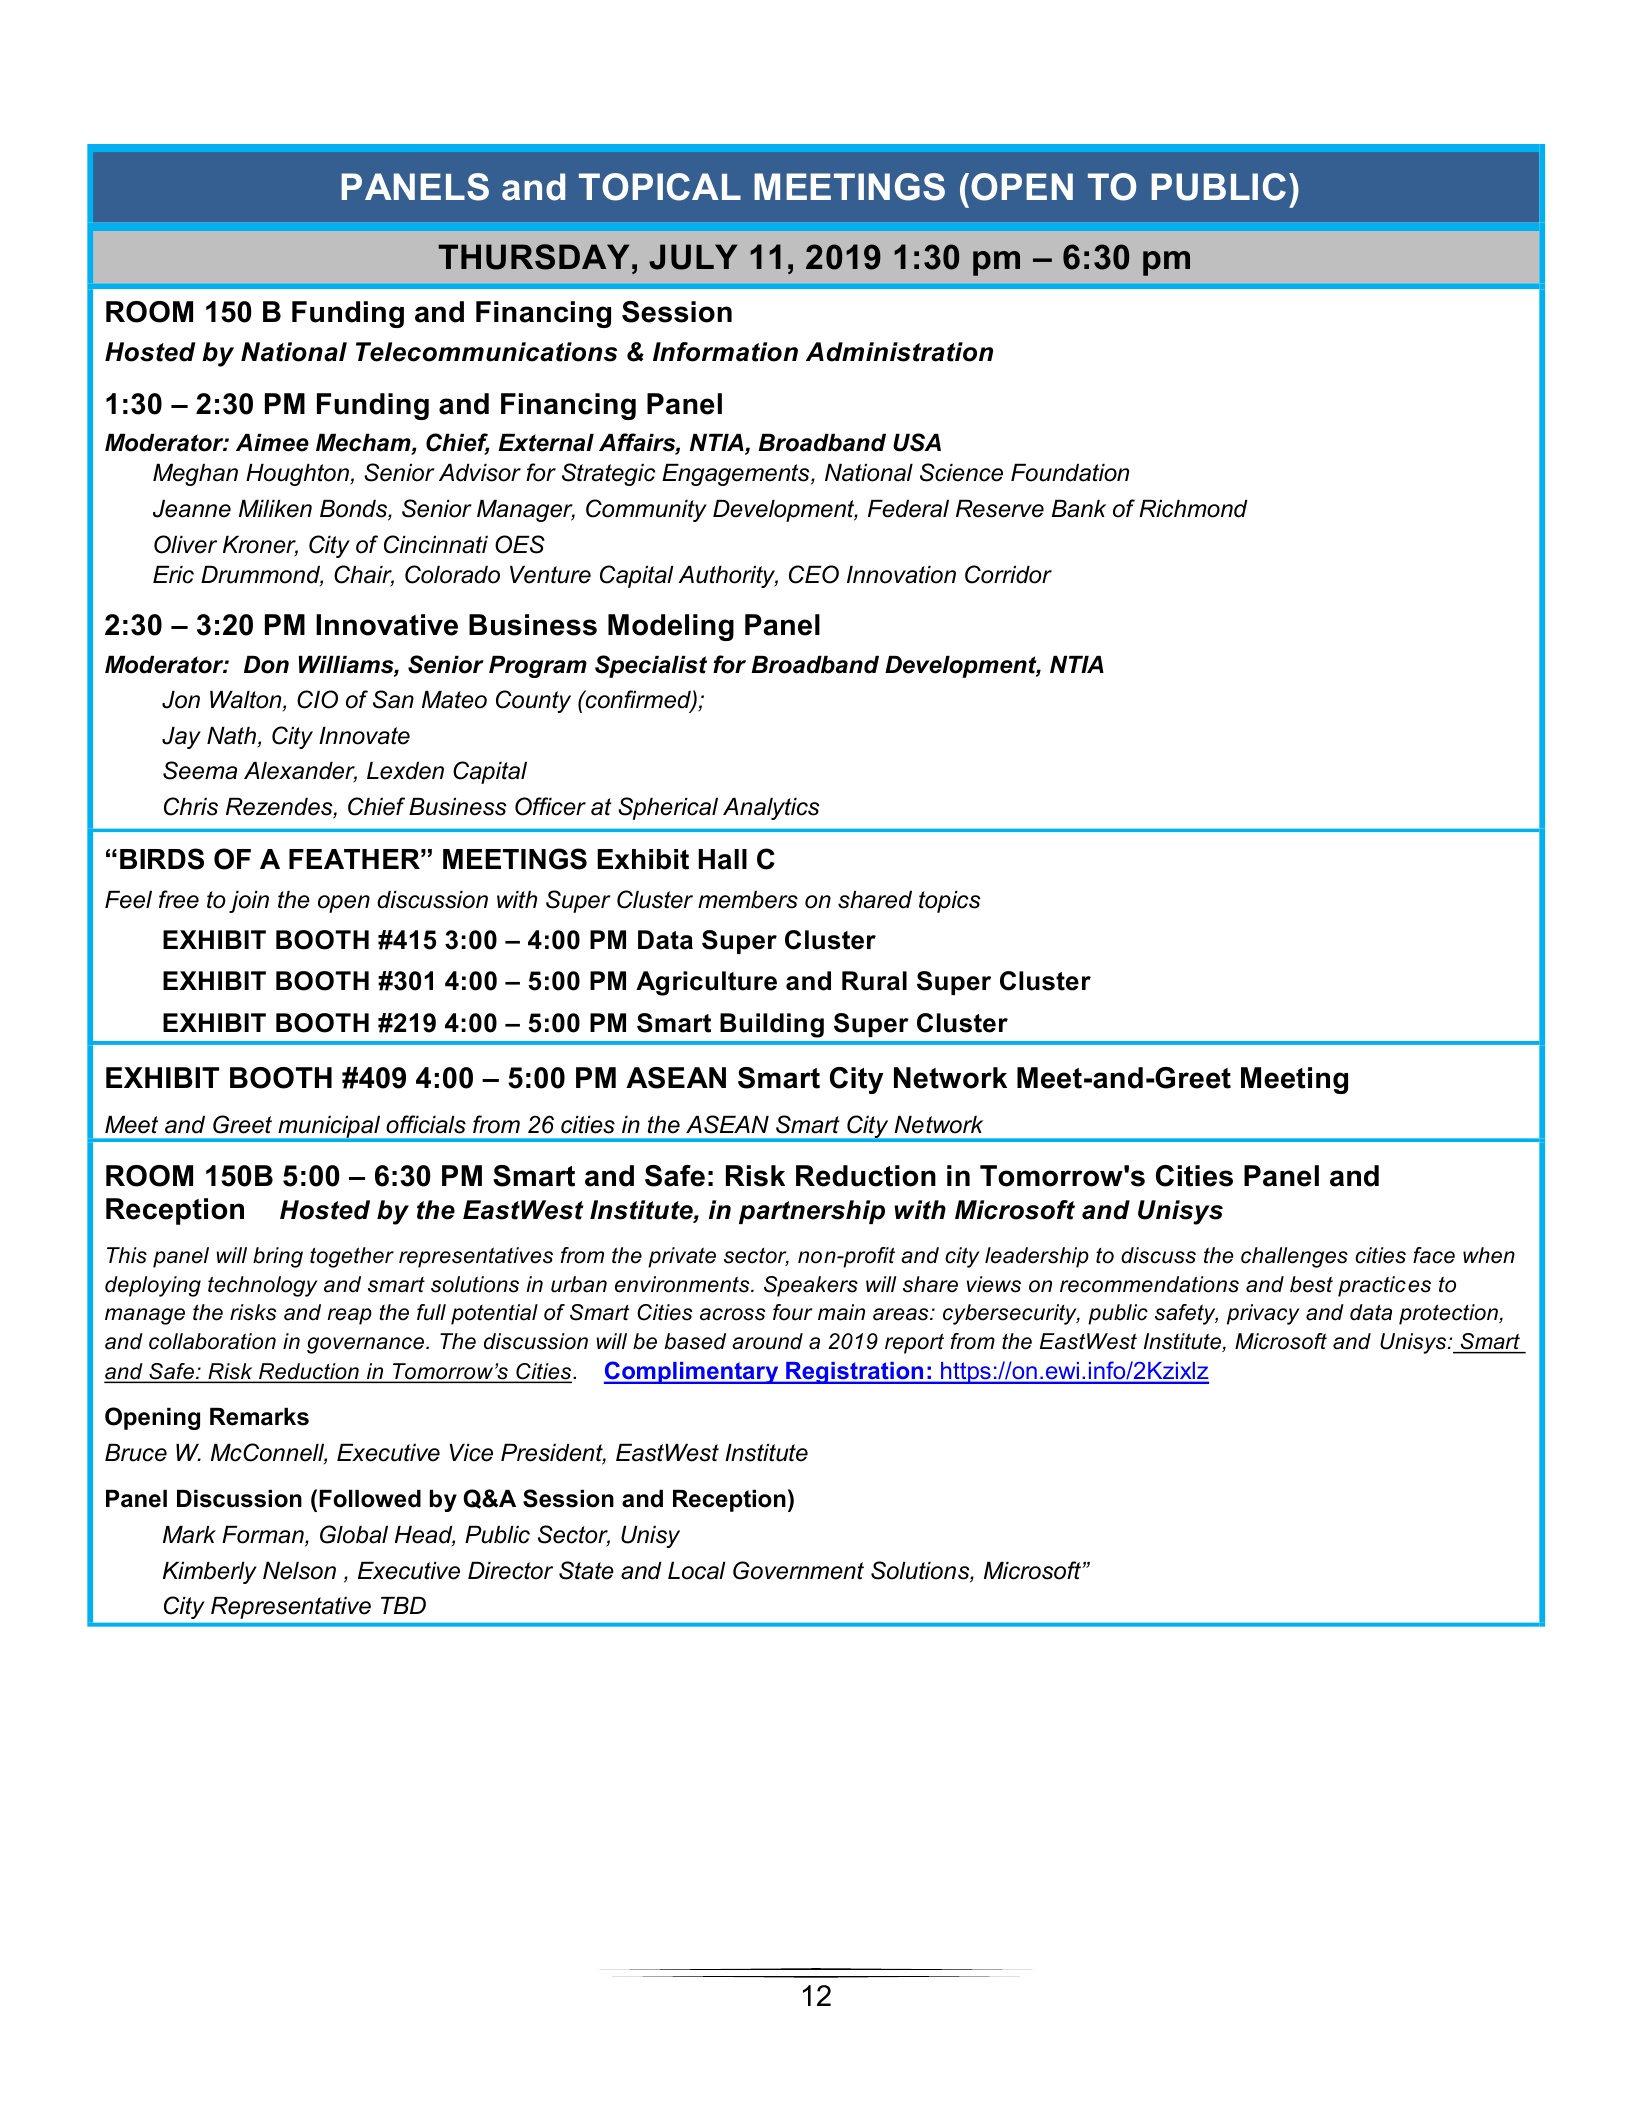 PANELS and TOPICAL MEETINGS (OPEN TO PUBLIC)
THURSDAY, JULY 11, 2019 1:30 pm – 6:30 pm
ROOM 150 B Funding and Financing Session
Hosted by National Telecommunications & Information Administration
1:30 – 2:30 PM Funding and Financing Panel
Moderator: Aimee Mecham, Chief, External Affairs, NTIA, Broadband USA
Meghan Houghton, Senior Advisor for Strategic Engagements, National Science Foundation
Jeanne Miliken Bonds, Senior Manager, Community Development, Federal Reserve Bank of Richmond
Oliver Kroner, City of Cincinnati OES
Eric Drummond, Chair, Colorado Venture Capital Authority, CEO Innovation Corridor
2:30 – 3:20 PM Innovative Business Modeling Panel
Moderator:  Don Williams, Senior Program Specialist for Broadband Development, NTIA
Jon Walton, CIO of San Mateo County (confirmed);
Jay Nath, City Innovate
Seema Alexander, Lexden Capital
Chris Rezendes, Chief Business Officer at Spherical Analytics
“BIRDS OF A FEATHER” MEETINGS Exhibit Hall C
Feel free to join the open discussion with Super Cluster members on shared topics
EXHIBIT BOOTH #415 3:00 – 4:00 PM Data Super Cluster
EXHIBIT BOOTH #301 4:00 – 5:00 PM Agriculture and Rural Super Cluster
EXHIBIT BOOTH #219 4:00 – 5:00 PM Smart Building Super Cluster
EXHIBIT BOOTH #409 4:00 – 5:00 PM ASEAN Smart City Network Meet-and-Greet Meeting
Meet and Greet municipal officials from 26 cities in the ASEAN Smart City Network
ROOM 150B 5:00 – 6:30 PM Smart and Safe: Risk Reduction in Tomorrow's Cities Panel and
Reception    Hosted by the EastWest Institute, in partnership with Microsoft and Unisys
This panel will bring together representatives from the private sector, non-profit and city leadership to discuss the challenges cities face when
deploying technology and smart solutions in urban environments. Speakers will share views on recommendations and best practices to
manage the risks and reap the full potential of Smart Cities across four main areas: cybersecurity, public safety, privacy and data protection,
and collaboration in governance. The discussion will be based around a 2019 report from the EastWest Institute, Microsoft and Unisys: Smart
and Safe: Risk Reduction in Tomorrow’s Cities.    Complimentary Registration: https://on.ewi.info/2Kzixlz
Opening Remarks
Bruce W. McConnell, Executive Vice President, EastWest Institute
Panel Discussion (Followed by Q&A Session and Reception)
Mark Forman, Global Head, Public Sector, Unisy
Kimberly Nelson , Executive Director State and Local Government Solutions, Microsoft”
City Representative TBD
12